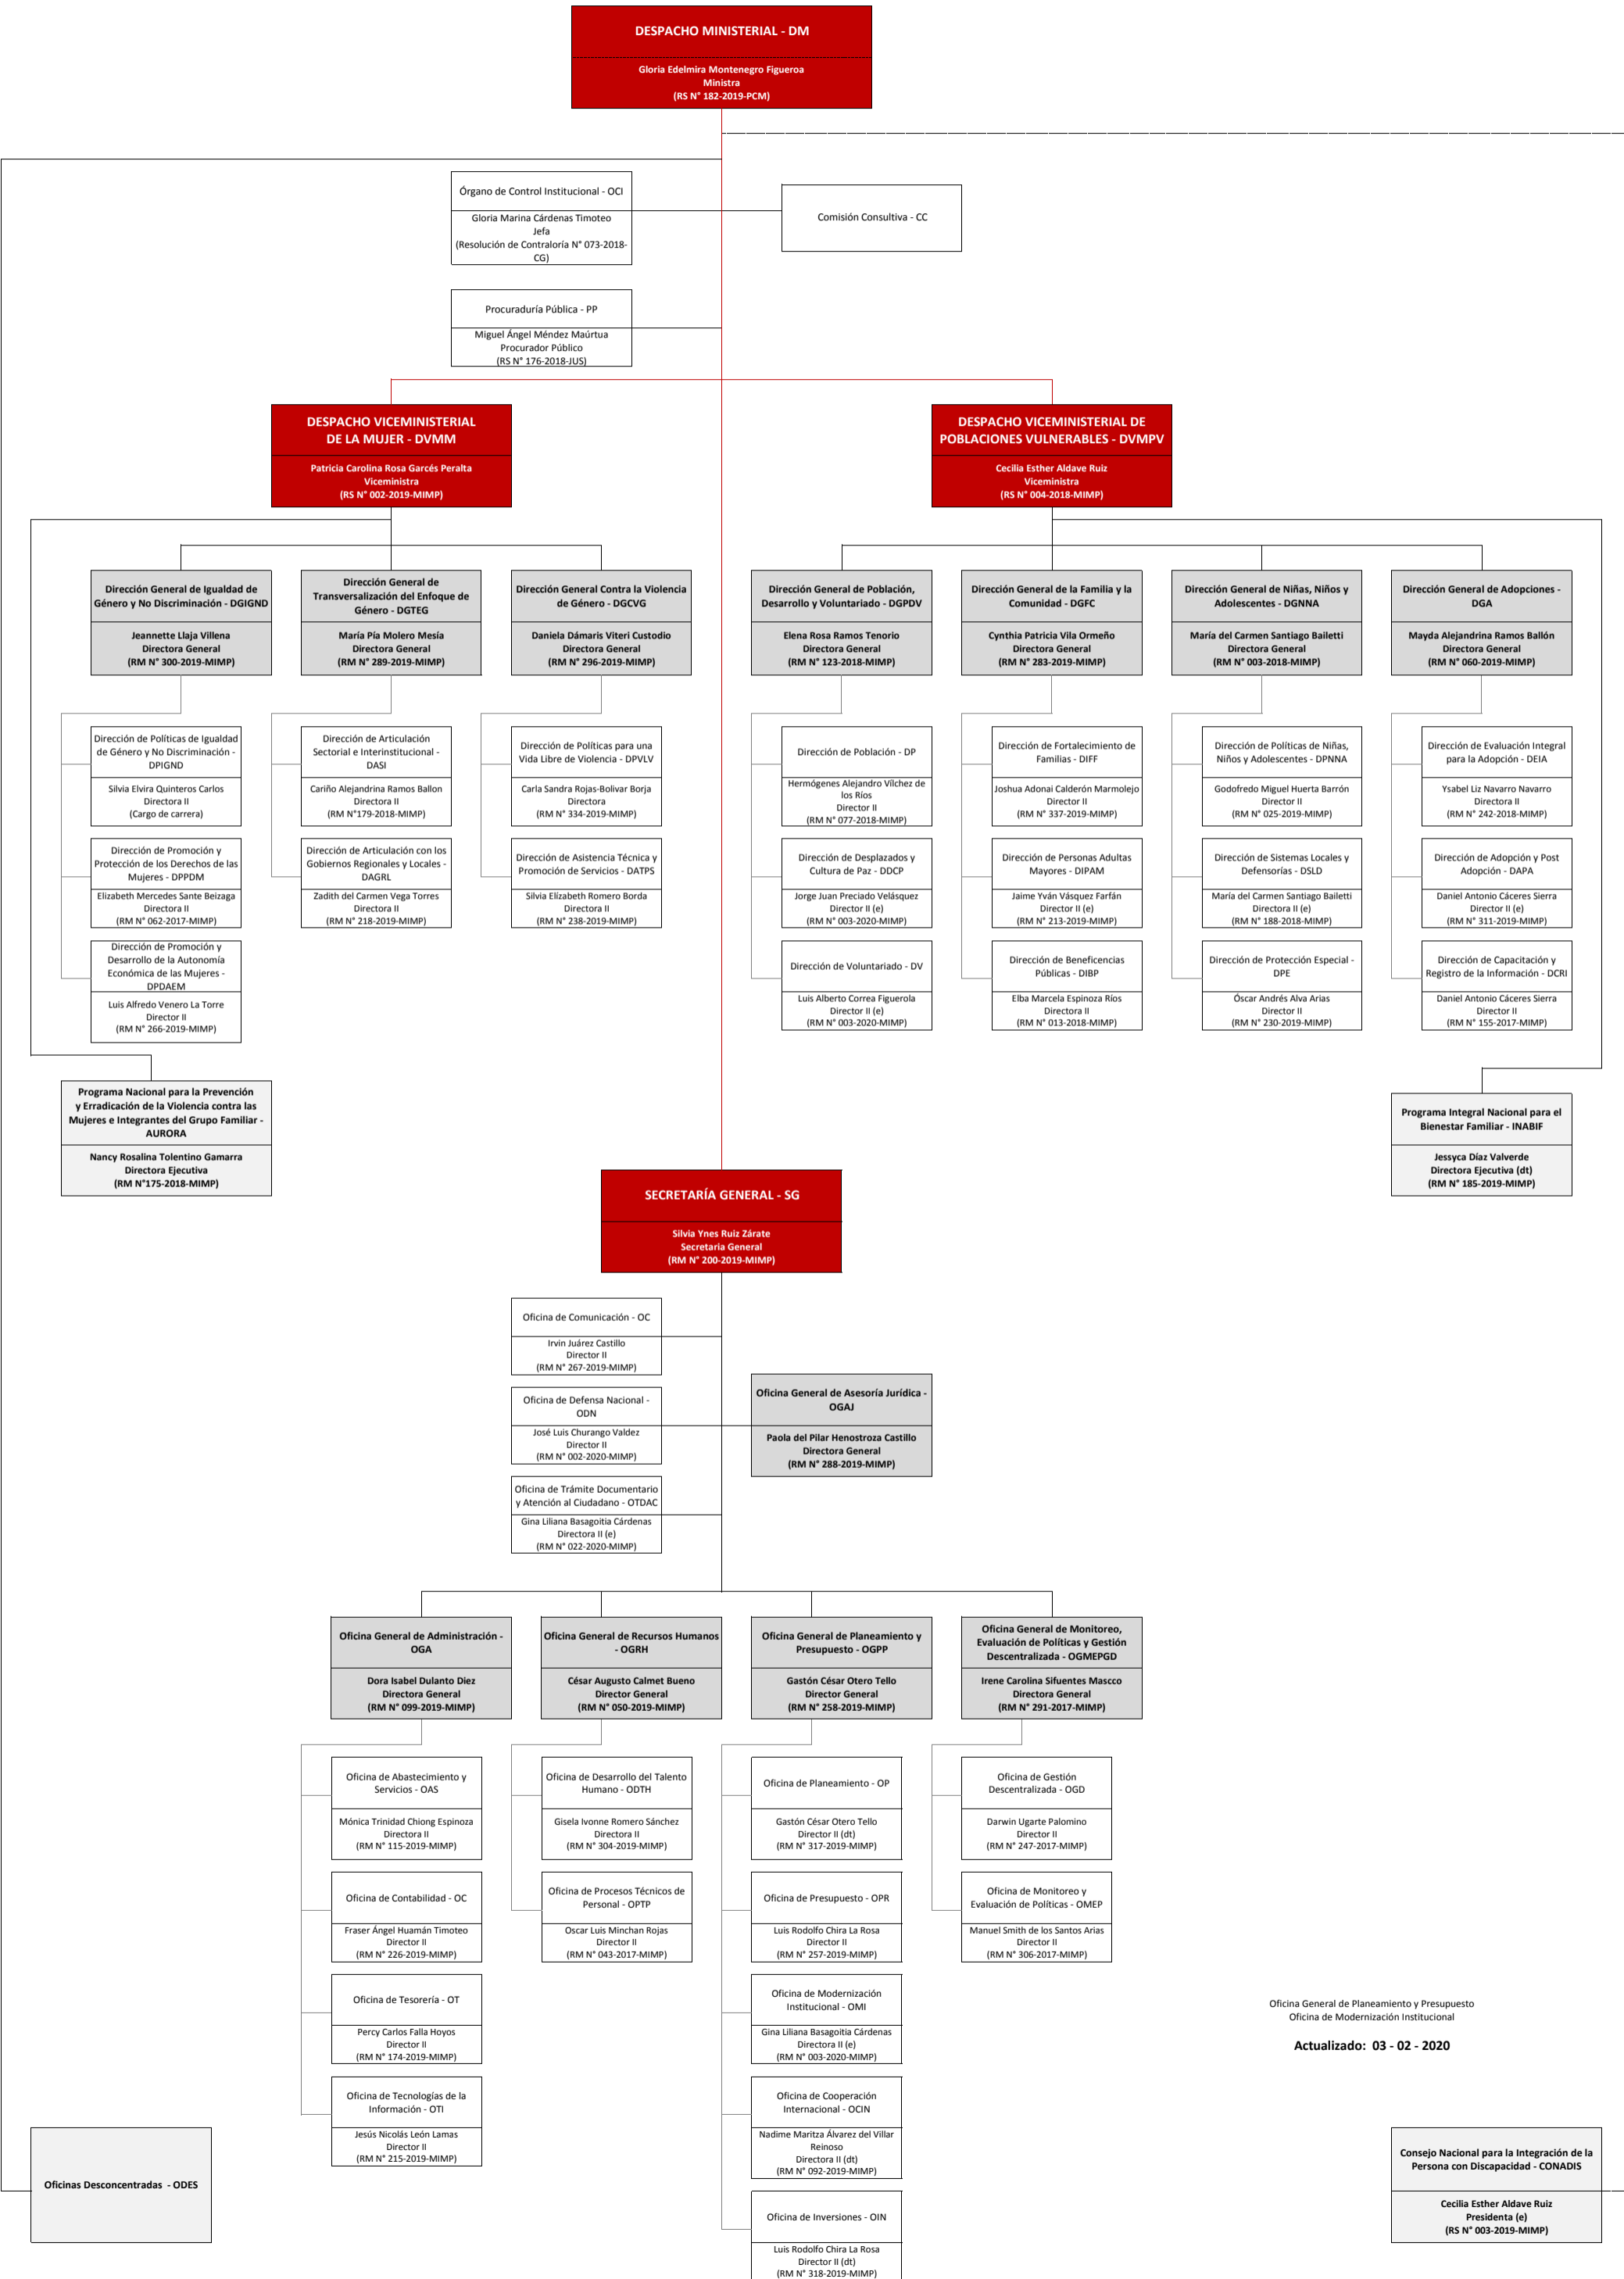 DESPACHO MINISTERIAL - DM
Gloria Edelmira Montenegro Figueroa
Ministra
(RS N° 182-2019-PCM)
Órgano de Control Institucional - OCI
Gloria Marina Cárdenas Timoteo
Jefa
(Resolución de Contraloría N° 073-2018-
CG)
Comisión Consultiva - CC
Procuraduría Pública - PP
Miguel Ángel Méndez Maúrtua
Procurador Público
(RS N° 176-2018-JUS)
DESPACHO VICEMINISTERIAL
DE LA MUJER - DVMM
Patricia Carolina Rosa Garcés Peralta
Viceministra
(RS N° 002-2019-MIMP)
DESPACHO VICEMINISTERIAL DE
POBLACIONES VULNERABLES - DVMPV
Cecilia Esther Aldave Ruiz
Viceministra
(RS N° 004-2018-MIMP)
Dirección General de Igualdad de
Género y No Discriminación - DGIGND
Jeannette Llaja Villena
Directora General
(RM N° 300-2019-MIMP)
Dirección General de
Transversalización del Enfoque de
Género - DGTEG
María Pía Molero Mesía
Directora General
(RM N° 289-2019-MIMP)
Dirección General Contra la Violencia
de Género - DGCVG
Daniela Dámaris Viteri Custodio
Directora General
(RM N° 296-2019-MIMP)
Dirección General de Población,
Desarrollo y Voluntariado - DGPDV
Elena Rosa Ramos Tenorio
Directora General
(RM N° 123-2018-MIMP)
Dirección General de la Familia y la
Comunidad - DGFC
Cynthia Patricia Vila Ormeño
Directora General
(RM N° 283-2019-MIMP)
Dirección General de Niñas, Niños y
Adolescentes - DGNNA
María del Carmen Santiago Bailetti
Directora General
(RM N° 003-2018-MIMP)
Dirección General de Adopciones -
DGA
Mayda Alejandrina Ramos Ballón
Directora General
(RM N° 060-2019-MIMP)
Dirección de Políticas de Igualdad
de Género y No Discriminación -
DPIGND
Silvia Elvira Quinteros Carlos
Directora II
(Cargo de carrera)
Dirección de Articulación
Sectorial e Interinstitucional -
DASI
Cariño Alejandrina Ramos Ballon
Directora II
(RM N°179-2018-MIMP)
Dirección de Políticas para una
Vida Libre de Violencia - DPVLV
Carla Sandra Rojas-Bolivar Borja
Directora
(RM N° 334-2019-MIMP)
Dirección de Población - DP
Hermógenes Alejandro Vílchez de
los Ríos
Director II
(RM N° 077-2018-MIMP)
Dirección de Fortalecimiento de
Familias - DIFF
Joshua Adonai Calderón Marmolejo
Director II
(RM N° 337-2019-MIMP)
Dirección de Políticas de Niñas,
Niños y Adolescentes - DPNNA
Godofredo Miguel Huerta Barrón
Director II
(RM N° 025-2019-MIMP)
Dirección de Evaluación Integral
para la Adopción - DEIA
Ysabel Liz Navarro Navarro
Directora II
(RM N° 242-2018-MIMP)
Dirección de Promoción y
Protección de los Derechos de las
Mujeres - DPPDM
Elizabeth Mercedes Sante Beizaga
Directora II
(RM N° 062-2017-MIMP)
Dirección de Articulación con los
Gobiernos Regionales y Locales -
DAGRL
Zadith del Carmen Vega Torres
Directora II
(RM N° 218-2019-MIMP)
Dirección de Asistencia Técnica y
Promoción de Servicios - DATPS
Silvia Elízabeth Romero Borda
Directora II
(RM N° 238-2019-MIMP)
Dirección de Desplazados y
Cultura de Paz - DDCP
Jorge Juan Preciado Velásquez
Director II (e)
(RM N° 003-2020-MIMP)
Dirección de Personas Adultas
Mayores - DIPAM
Jaime Yván Vásquez Farfán
Director II (e)
(RM N° 213-2019-MIMP)
Dirección de Sistemas Locales y
Defensorías - DSLD
María del Carmen Santiago Bailetti
Directora II (e)
(RM N° 188-2018-MIMP)
Dirección de Adopción y Post
Adopción - DAPA
Daniel Antonio Cáceres Sierra
Director II (e)
(RM N° 311-2019-MIMP)
Dirección de Promoción y
Desarrollo de la Autonomía
Económica de las Mujeres -
DPDAEM
Luis Alfredo Venero La Torre
Director II
(RM N° 266-2019-MIMP)
Dirección de Voluntariado - DV
Luis Alberto Correa Figuerola
Director II (e)
(RM N° 003-2020-MIMP)
Dirección de Beneficencias
Públicas - DIBP
Elba Marcela Espinoza Ríos
Directora II
(RM N° 013-2018-MIMP)
Dirección de Protección Especial -
DPE
Óscar Andrés Alva Arias
Director II
(RM N° 230-2019-MIMP)
Dirección de Capacitación y
Registro de la Información - DCRI
Daniel Antonio Cáceres Sierra
Director II
(RM N° 155-2017-MIMP)
Programa Nacional para la Prevención
y Erradicación de la Violencia contra las
Mujeres e Integrantes del Grupo Familiar -
AURORA
Nancy Rosalina Tolentino Gamarra
Directora Ejecutiva
(RM N°175-2018-MIMP)
Programa Integral Nacional para el
Bienestar Familiar - INABIF
Jessyca Díaz Valverde
Directora Ejecutiva (dt)
(RM N° 185-2019-MIMP)
SECRETARÍA GENERAL - SG
Silvia Ynes Ruiz Zárate
Secretaria General
(RM N° 200-2019-MIMP)
Oficina de Comunicación - OC
Irvin Juárez Castillo
Director II
(RM N° 267-2019-MIMP)
Oficina de Defensa Nacional -
ODN
José Luis Churango Valdez
Director II
(RM N° 002-2020-MIMP)
Oficina General de Asesoría Jurídica -
OGAJ
Paola del Pilar Henostroza Castillo
Directora General
(RM N° 288-2019-MIMP)
Oficina de Trámite Documentario
y Atención al Ciudadano - OTDAC
Gina Liliana Basagoitia Cárdenas
Directora II (e)
(RM N° 022-2020-MIMP)
Oficina General de Administración -
OGA
Dora Isabel Dulanto Diez
Directora General
(RM N° 099-2019-MIMP)
Oficina General de Recursos Humanos
- OGRH
César Augusto Calmet Bueno
Director General
(RM N° 050-2019-MIMP)
Oficina General de Planeamiento y
Presupuesto - OGPP
Gastón César Otero Tello
Director General
(RM N° 258-2019-MIMP)
Oficina General de Monitoreo,
Evaluación de Políticas y Gestión
Descentralizada - OGMEPGD
Irene Carolina Sifuentes Mascco
Directora General
(RM N° 291-2017-MIMP)
Oficina de Abastecimiento y
Servicios - OAS
Mónica Trinidad Chiong Espinoza
Directora II
(RM N° 115-2019-MIMP)
Oficina de Desarrollo del Talento
Humano - ODTH
Gisela Ivonne Romero Sánchez
Directora II
(RM N° 304-2019-MIMP)
Oficina de Planeamiento - OP
Gastón César Otero Tello
Director II (dt)
(RM N° 317-2019-MIMP)
Oficina de Gestión
Descentralizada - OGD
Darwin Ugarte Palomino
Director II
(RM N° 247-2017-MIMP)
Oficina de Contabilidad - OC
Fraser Ángel Huamán Timoteo
Director II
(RM N° 226-2019-MIMP)
Oficina de Procesos Técnicos de
Personal - OPTP
Oscar Luis Minchan Rojas
Director II
(RM N° 043-2017-MIMP)
Oficina de Presupuesto - OPR
Luis Rodolfo Chira La Rosa
Director II
(RM N° 257-2019-MIMP)
Oficina de Monitoreo y
Evaluación de Políticas - OMEP
Manuel Smith de los Santos Arias
Director II
(RM N° 306-2017-MIMP)
Oficina de Tesorería - OT
Percy Carlos Falla Hoyos
Director II
(RM N° 174-2019-MIMP)
Oficina de Modernización
Institucional - OMI
Gina Liliana Basagoitia Cárdenas
Directora II (e)
(RM N° 003-2020-MIMP)
Oficina General de Planeamiento y Presupuesto
Oficina de Modernización Institucional
Actualizado: 03 - 02 - 2020
Oficina de Tecnologías de la
Información - OTI
Jesús Nicolás León Lamas
Director II
(RM N° 215-2019-MIMP)
Oficina de Cooperación
Internacional - OCIN
Nadime Maritza Álvarez del Villar
Reinoso
Directora II (dt)
(RM N° 092-2019-MIMP)
Oficinas Desconcentradas - ODES
Consejo Nacional para la Integración de la
Persona con Discapacidad - CONADIS
Cecilia Esther Aldave Ruiz
Presidenta (e)
(RS N° 003-2019-MIMP)
Oficina de Inversiones - OIN
Luis Rodolfo Chira La Rosa
Director II (dt)
(RM N° 318-2019-MIMP)